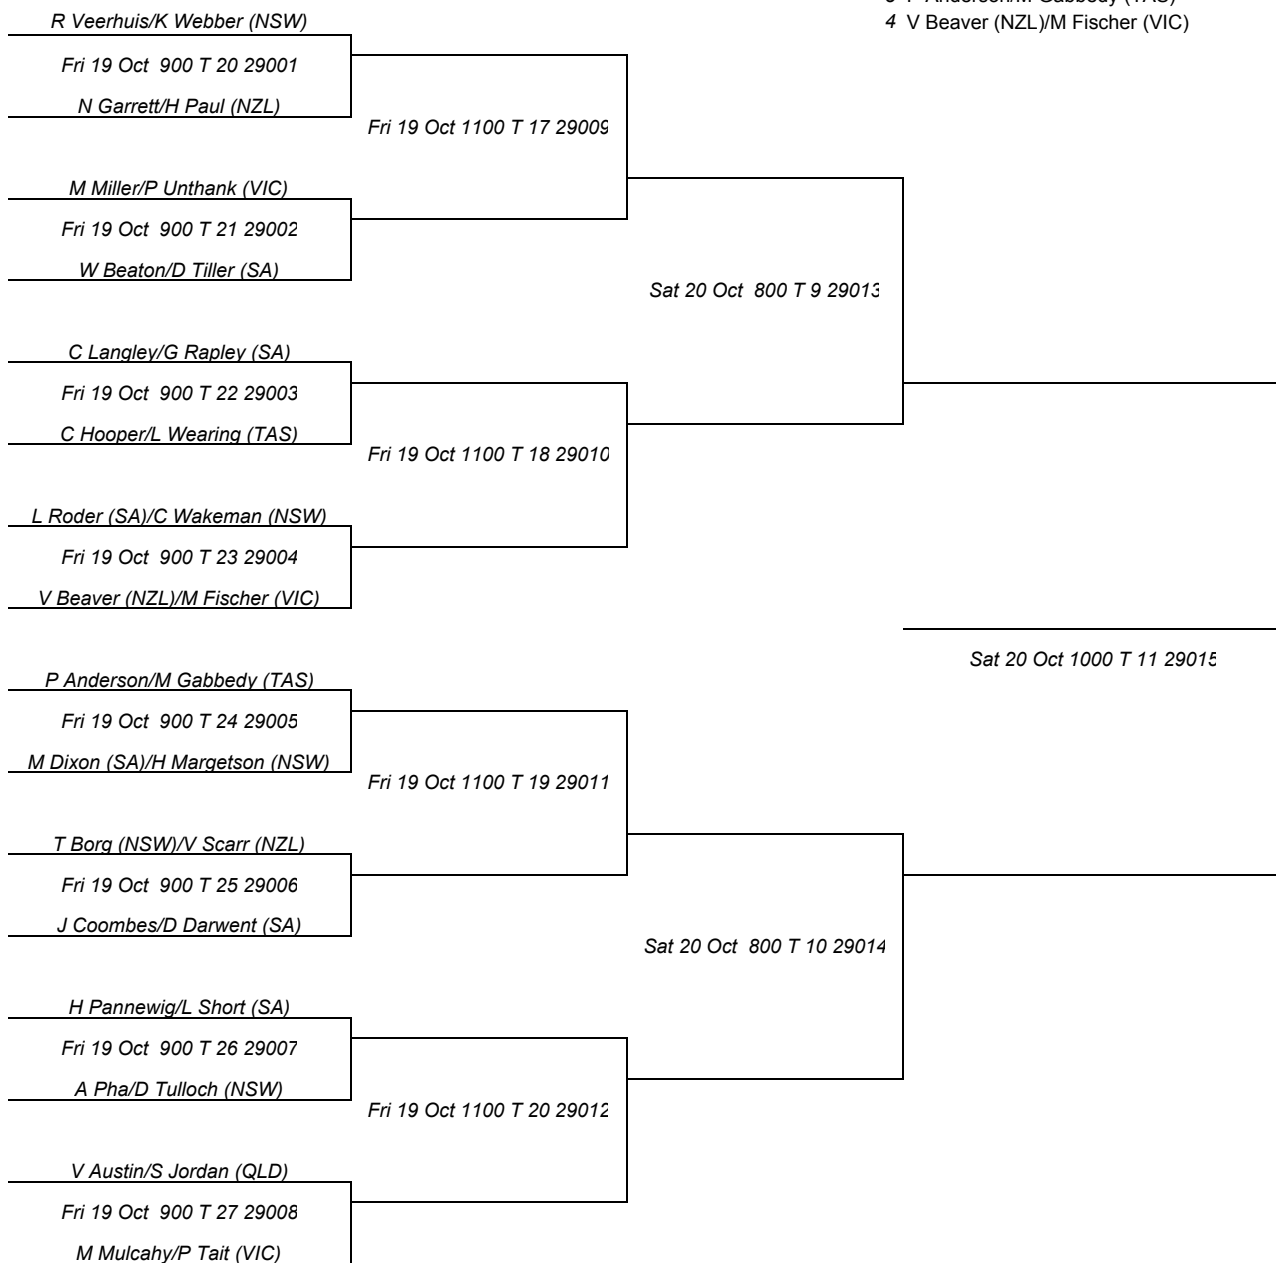 P Anderson/M Gabbedy (TAS)
4 V Beaver (NZL)/M Fischer (VIC)
R Veerhuis/K Webber (NSW)
Fri 19 Oct 900 T 20 29001
N Garrett/H Paul (NZL)
Fri 19 Oct 1100 T 17 29009
M Miller/P Unthank (VIC)
Fri 19 Oct 900 T 21 29002
W Beaton/D Tiller (SA)
Sat 20 Oct 800 T 9 29013
C Langley/G Rapley (SA)
Fri 19 Oct 900 T 22 29003
C Hooper/L Wearing (TAS)
Fri 19 Oct 1100 T 18 29010
L Roder (SA)/C Wakeman (NSW)
Fri 19 Oct 900 T 23 29004
V Beaver (NZL)/M Fischer (VIC)
Sat 20 Oct 1000 T 11 29015
P Anderson/M Gabbedy (TAS)
Fri 19 Oct 900 T 24 29005
M Dixon (SA)/H Margetson (NSW)
Fri 19 Oct 1100 T 19 29011
T Borg (NSW)/V Scarr (NZL)
Fri 19 Oct 900 T 25 29006
J Coombes/D Darwent (SA)
Sat 20 Oct 800 T 10 29014
H Pannewig/L Short (SA)
Fri 19 Oct 900 T 26 29007
A Pha/D Tulloch (NSW)
Fri 19 Oct 1100 T 20 29012
V Austin/S Jordan (QLD)
Fri 19 Oct 900 T 27 29008
M Mulcahy/P Tait (VIC)